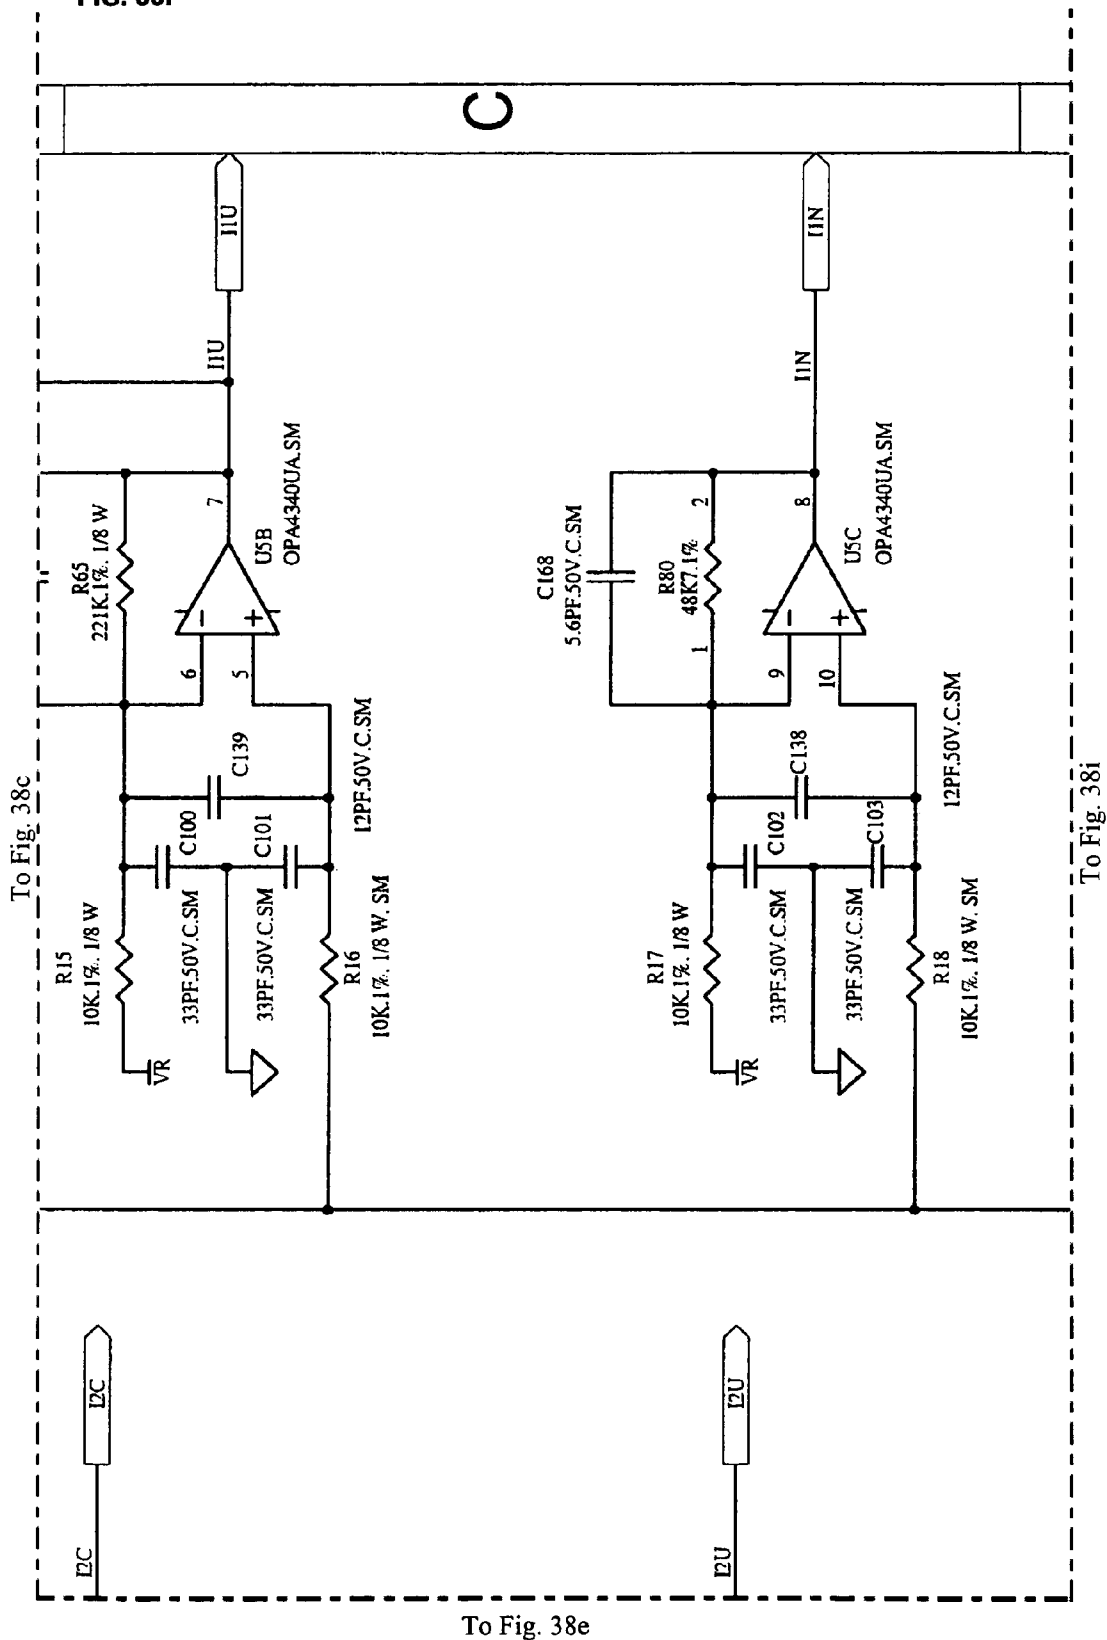 C
I1U
I1N
I1U
I1N
R65
221K.1%. 1/8 W
7
U5B
OPA4340UA.SM
6
5
C168
5.6PF.50V.C.SM
R80
48K7.1%
1
2
8
U5C
OPA4340UA.SM
9
10
C139
12PF.50V.C.SM
C100
C101
33PF.50V.C.SM
33PF.50V.C.SM
R15
10K.1%. 1/8 W
R16
10K.1%. 1/8 W. SM
VR
C138
12PF.50V.C.SM
C102
C103
33PF.50V.C.SM
33PF.50V.C.SM
R17
10K.1%. 1/8 W
R18
10K.1%. 1/8 W. SM
VR
To Fig. 38c
To Fig. 38i
I2C
I2C
I2U
I2U
To Fig. 38e